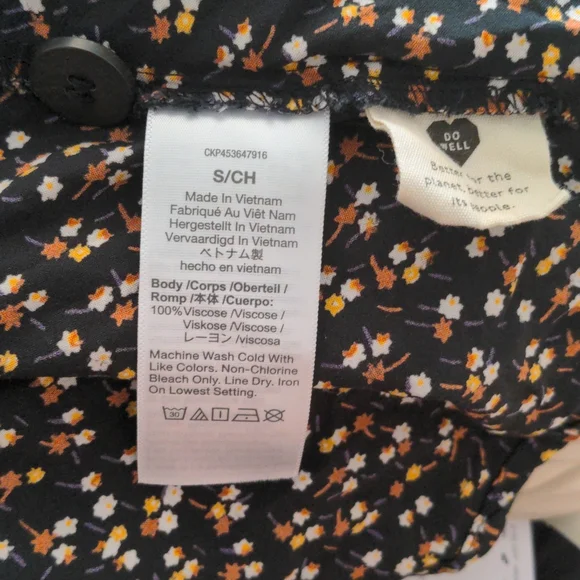 CKP453647916
S/CH
Made In Vietnam
Fabriqué Au Viêt Nam
Hergestellt In Vietnam
Vervaardigd In Vietnam
ベトナム製
hecho en vietnam
Body /Corps /Oberteil /
Romp /本体 /Cuerpo:
100%Viscose /Viscose /
Viskose /Viscose /
レーヨン /viscosa
Machine Wash Cold With
Like Colors. Non-Chlorine
Bleach Only. Line Dry. Iron
On Lowest Setting.
30
DO
WELL
Better for the
planet, better for
its people.